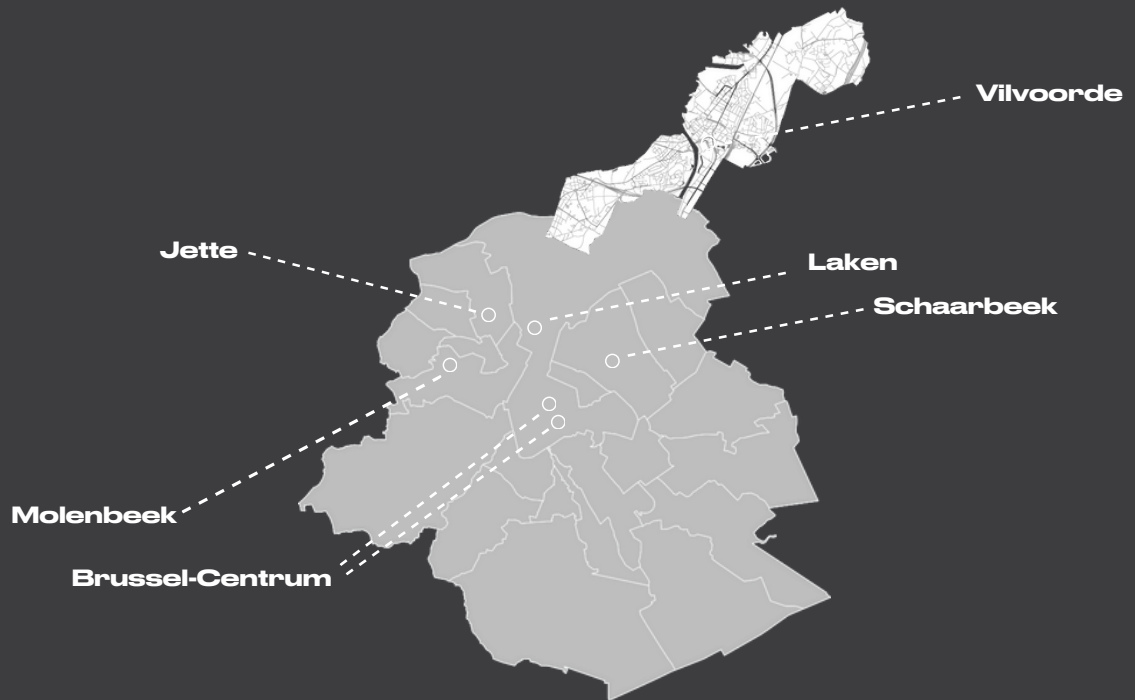 Vilvoorde
Jette
Laken
Schaarbeek
Molenbeek
Brussel-Centrum